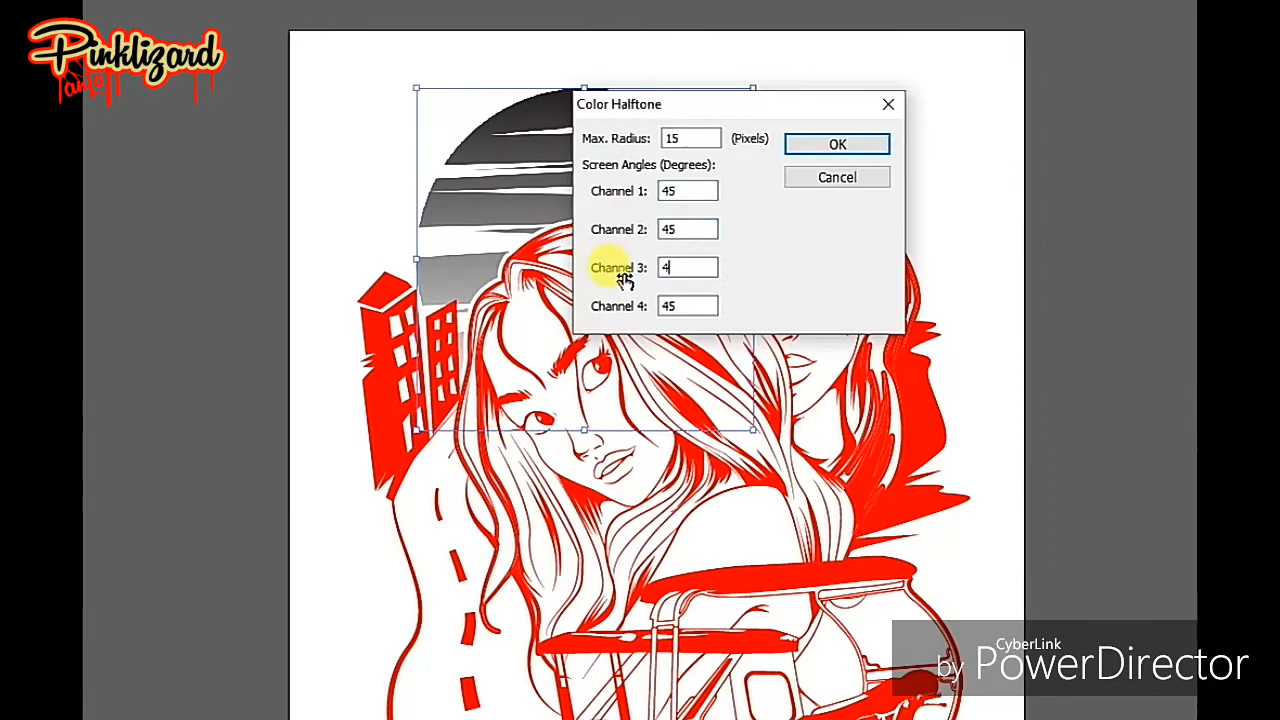 Pinklizard
Color Halftone
Max. Radius: 15 (Pixels)
OK
Screen Angles (Degrees):
Cancel
Channel 1: 45
Channel 2: 45
Channel 3: 4
Channel 4: 45
CyberLink
by PowerDirector